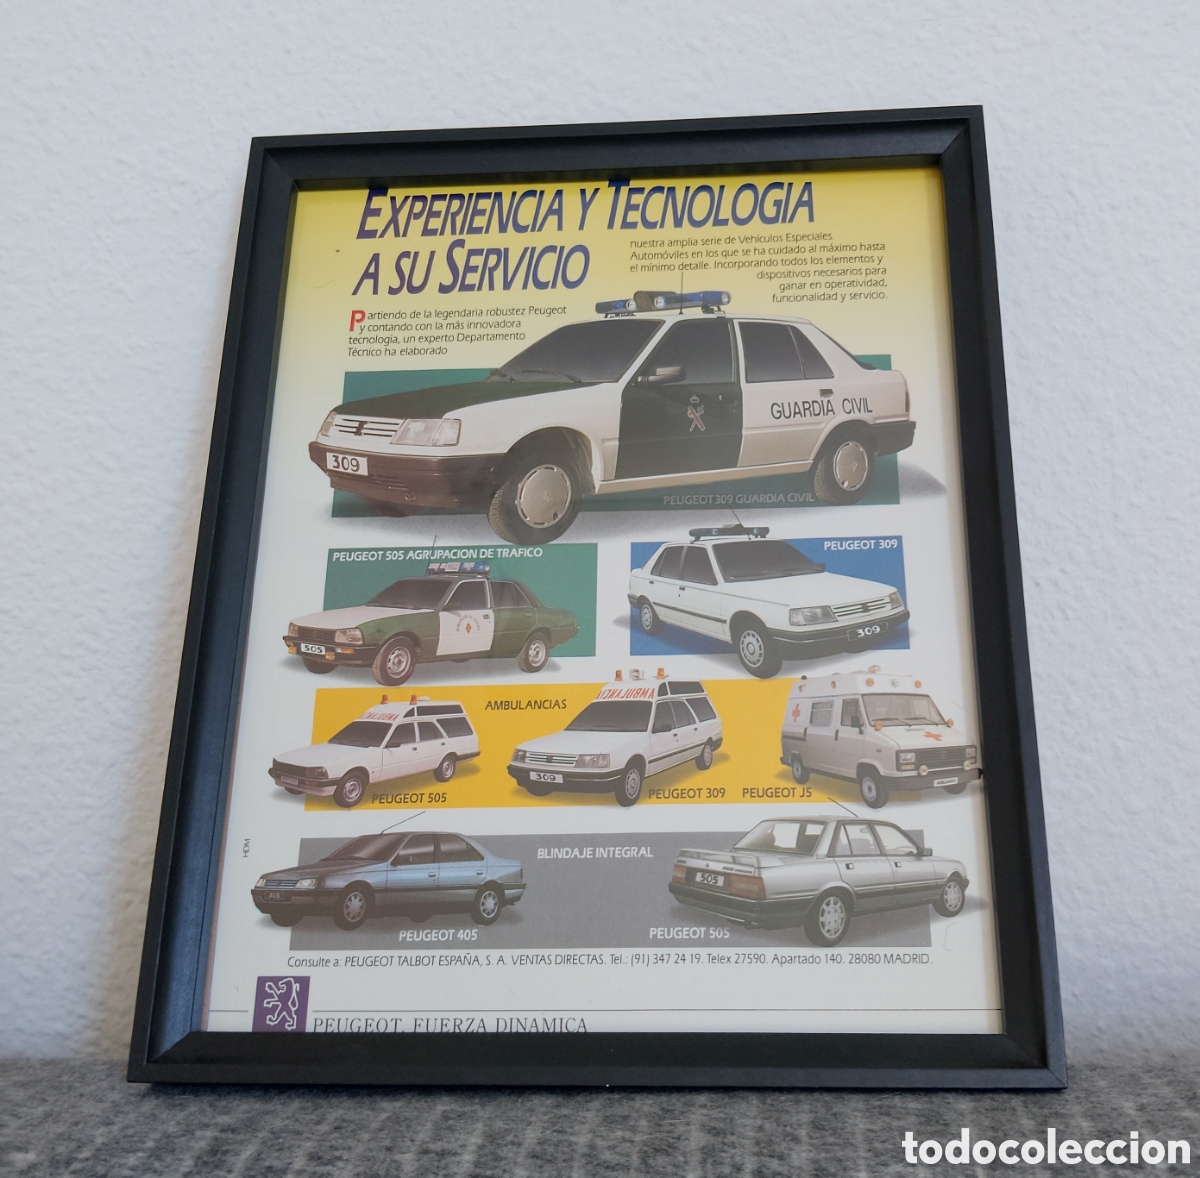 EXPERIENCIA Y TECNOLOGIA
A SU SERVICIO
Partiendo de la legendaria robustez Peugeot
y contando con la más innovadora
tecnología, un experto Departamento
Técnico ha elaborado
nuestra amplia serie de Vehículos Especiales.
Automóviles en los que se ha cuidado al máximo hasta
el mínimo detalle. Incorporando todos los elementos y
dispositivos necesarios para
ganar en operatividad,
funcionalidad y servicio.
GUARDIA CIVIL
309
PEUGEOT 309 GUARDIA CIVIL
PEUGEOT 505 AGRUPACION DE TRAFICO
505
PEUGEOT 309
309
AMBULANCIAS
AMBULANCIA
AMBULANCIA
309
PEUGEOT 505
PEUGEOT 309
PEUGEOT J5
HDM
BLINDAJE INTEGRAL
405
505
PEUGEOT 405
PEUGEOT 505
Consulte a: PEUGEOT TALBOT ESPAÑA, S. A. VENTAS DIRECTAS. Tel.: (91) 347 24 19. Telex 27590. Apartado 140. 28080 MADRID.
PEUGEOT. FUERZA DINAMICA
todocoleccion